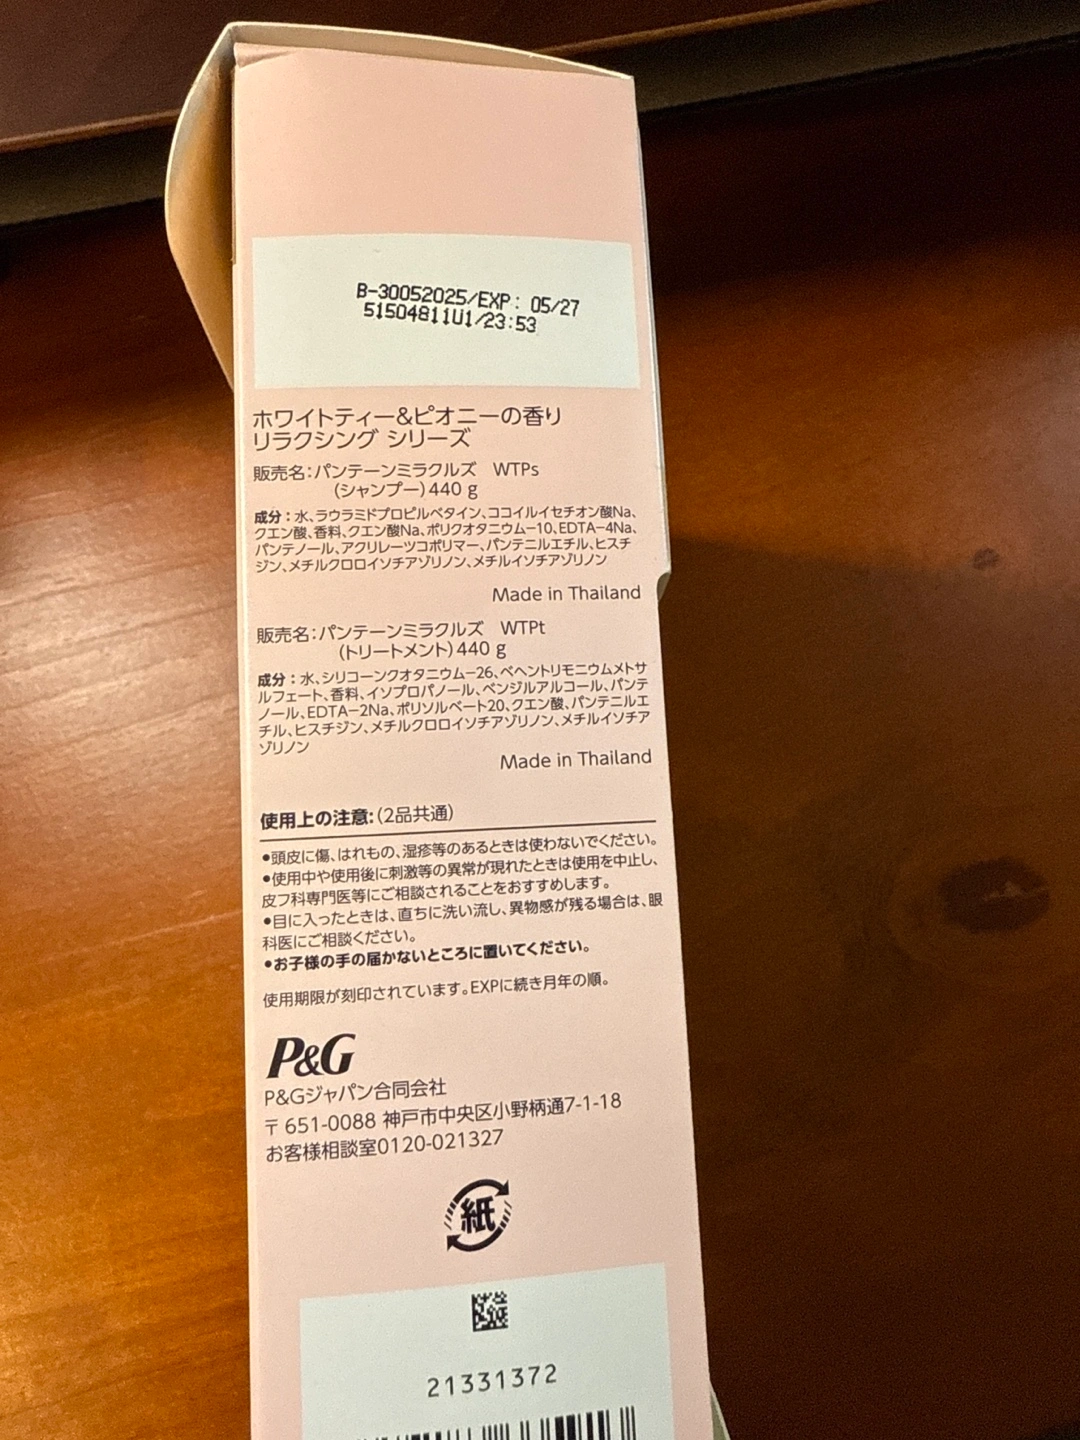 B-30052025/EXP: 05/27
51504811U1/23:53
ホワイトティー&ピオニーの香り
リラクシング シリーズ
販売名:パンテーンミラクルズ WTPs
(シャンプー)440 g
成分:水、ラウラミドプロピルベタイン、ココイルイセチオン酸Na、
クエン酸、香料、クエン酸Na、ポリクオタニウム-10、EDTA-4Na、
パンテノール、アクリレーツコポリマー、パンテニルエチル、ヒスチ
ジン、メチルクロロイソチアゾリノン、メチルイソチアゾリノン
Made in Thailand
販売名:パンテーンミラクルズ WTPt
(トリートメント)440 g
成分:水、シリコーンクオタニウム-26、ベヘントリモニウムメトサ
ルフェート、香料、イソプロパノール、ベンジルアルコール、パンテ
ノール、EDTA-2Na、ポリソルベート20、クエン酸、パンテニルエ
チル、ヒスチジン、メチルクロロイソチアゾリノン、メチルイソチア
ゾリノン
Made in Thailand
使用上の注意:(2品共通)
●頭皮に傷、はれもの、湿疹等のあるときは使わないでください。
●使用中や使用後に刺激等の異常が現れたときは使用を中止し、
皮フ科専門医等にご相談されることをおすすめします。
●目に入ったときは、直ちに洗い流し、異物感が残る場合は、眼
科医にご相談ください。
●お子様の手の届かないところに置いてください。
使用期限が刻印されています。EXPに続き月年の順。
P&G
P&Gジャパン合同会社
〒651-0088 神戸市中央区小野柄通7-1-18
お客様相談室0120-021327
紙
21331372